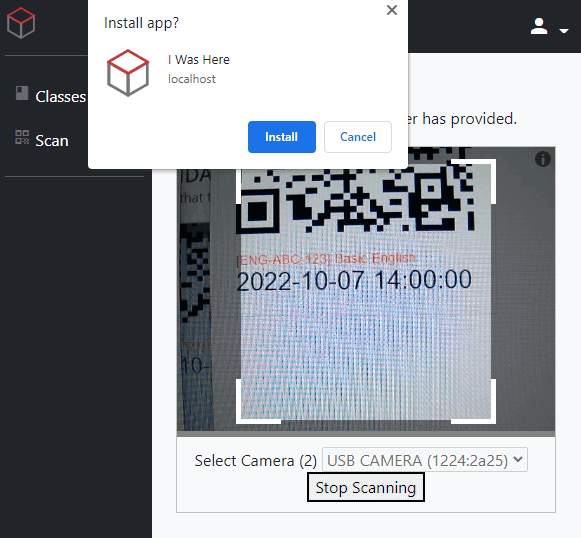 Install app?
I Was Here
localhost
Install
Cancel
Classes
Scan
er has provided.
IDA
that t
[ENG-ABC-123] Basic English
2022-10-07 14:00:00
10-
Select Camera (2) USB CAMERA (1224:2a25)
Stop Scanning